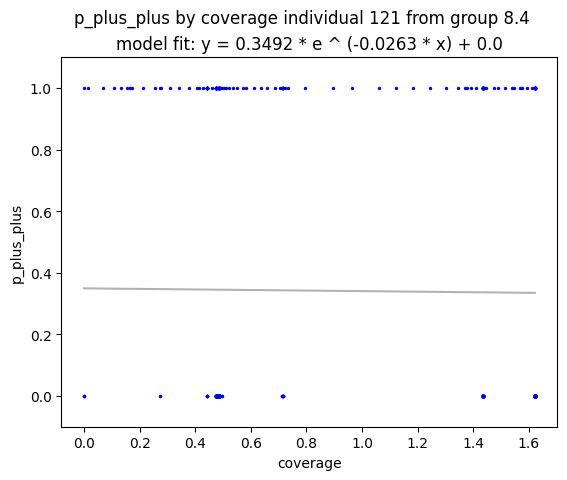 p_plus_plus by coverage individual 121 from group 8.4
model fit: y = 0.3492 * e ^ (-0.0263 * x) + 0.0
1.0
0.8
0.6
0.4
0.2
0.0
p_plus_plus
0.0 0.2 0.4 0.6 0.8 1.0 1.2 1.4 1.6
coverage